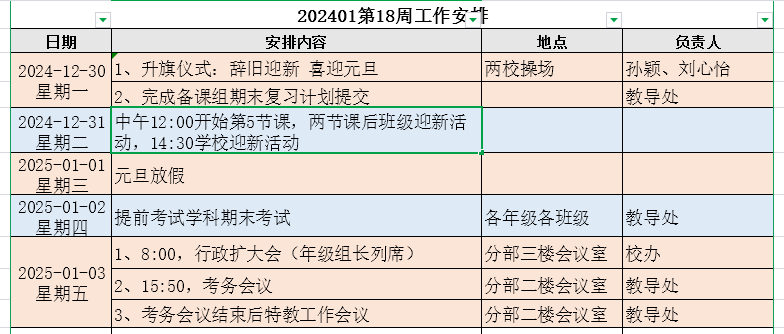 202401第18周工作安排
日期 安排内容 地点 负责人
2024-12-30
星期一
1、升旗仪式：辞旧迎新 喜迎元旦 两校操场 孙颖、刘心怡
2、完成备课组期末复习计划提交 教导处
2024-12-31
星期二
中午12:00开始第5节课，两节课后班级迎新活
动，14:30学校迎新活动
2025-01-01
星期三
元旦放假
2025-01-02
星期四
提前考试学科期末考试 各年级各班级 教导处
2025-01-03
星期五
1、8:00，行政扩大会（年级组长列席） 分部三楼会议室 校办
2、15:50，考务会议 分部二楼会议室 教导处
3、考务会议结束后特教工作会议 分部二楼会议室 教导处